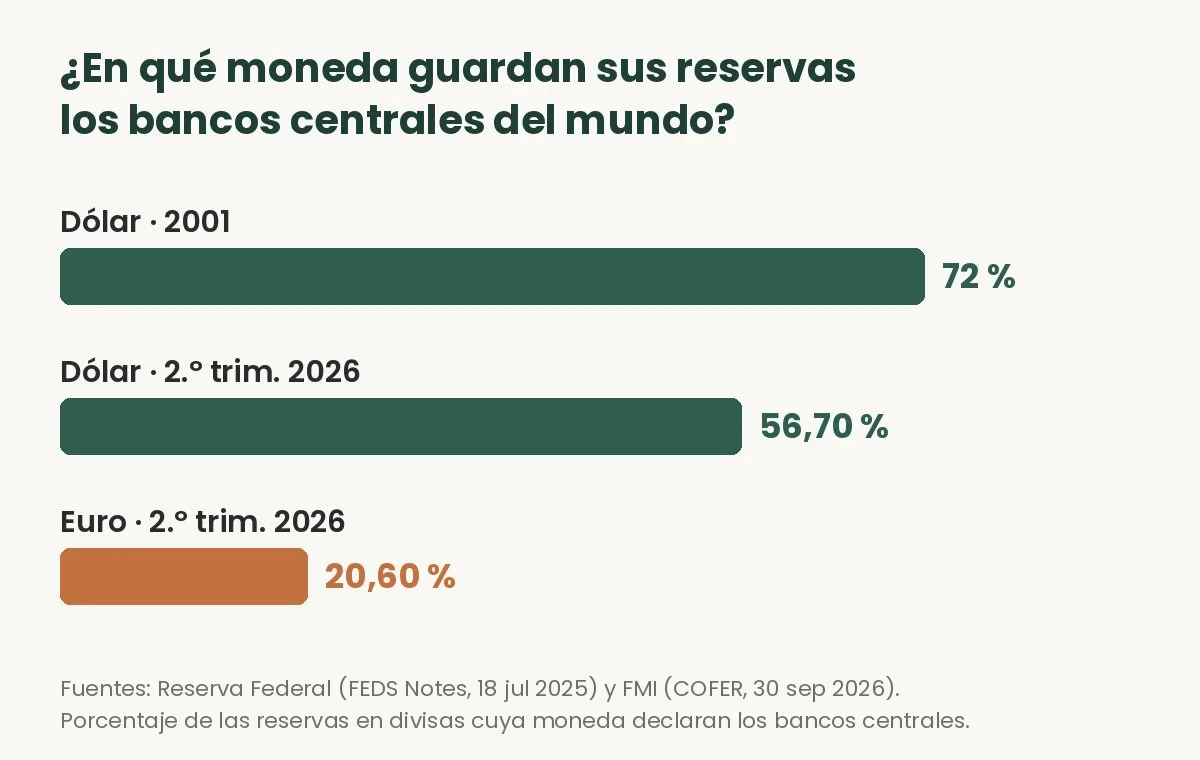 ¿En qué moneda guardan sus reservas
los bancos centrales del mundo?
Dólar · 2001
72 %
Dólar · 2.º trim. 2026
56,70 %
Euro · 2.º trim. 2026
20,60 %
Fuentes: Reserva Federal (FEDS Notes, 18 jul 2025) y FMI (COFER, 30 sep 2026).
Porcentaje de las reservas en divisas cuya moneda declaran los bancos centrales.